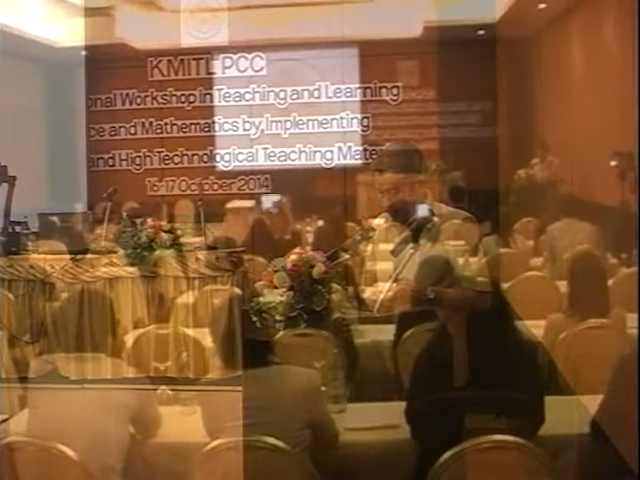 KMITL PCC
onal Workshop in Teaching and Learning
ce and Mathematics by Implementing
and High Technological Teaching Mate
15-17 October 2014